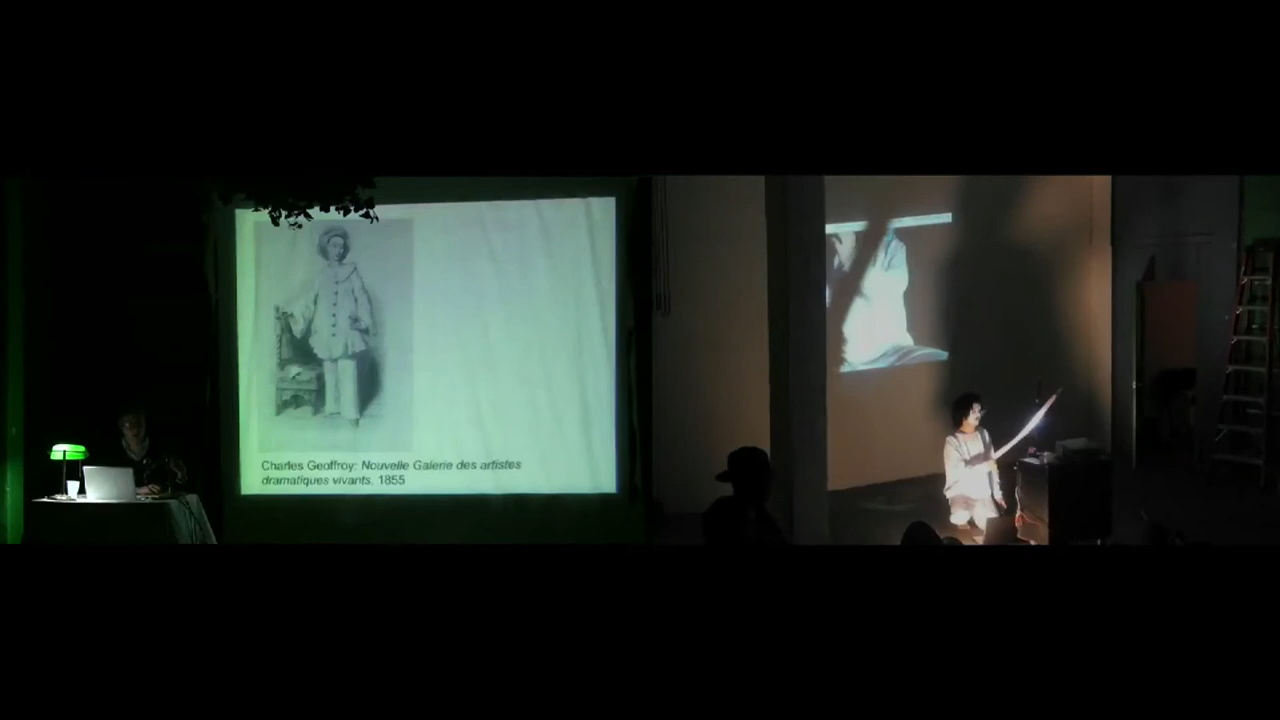 Charles Geoffroy: Nouvelle Galerie des artistes
dramatiques vivants, 1855